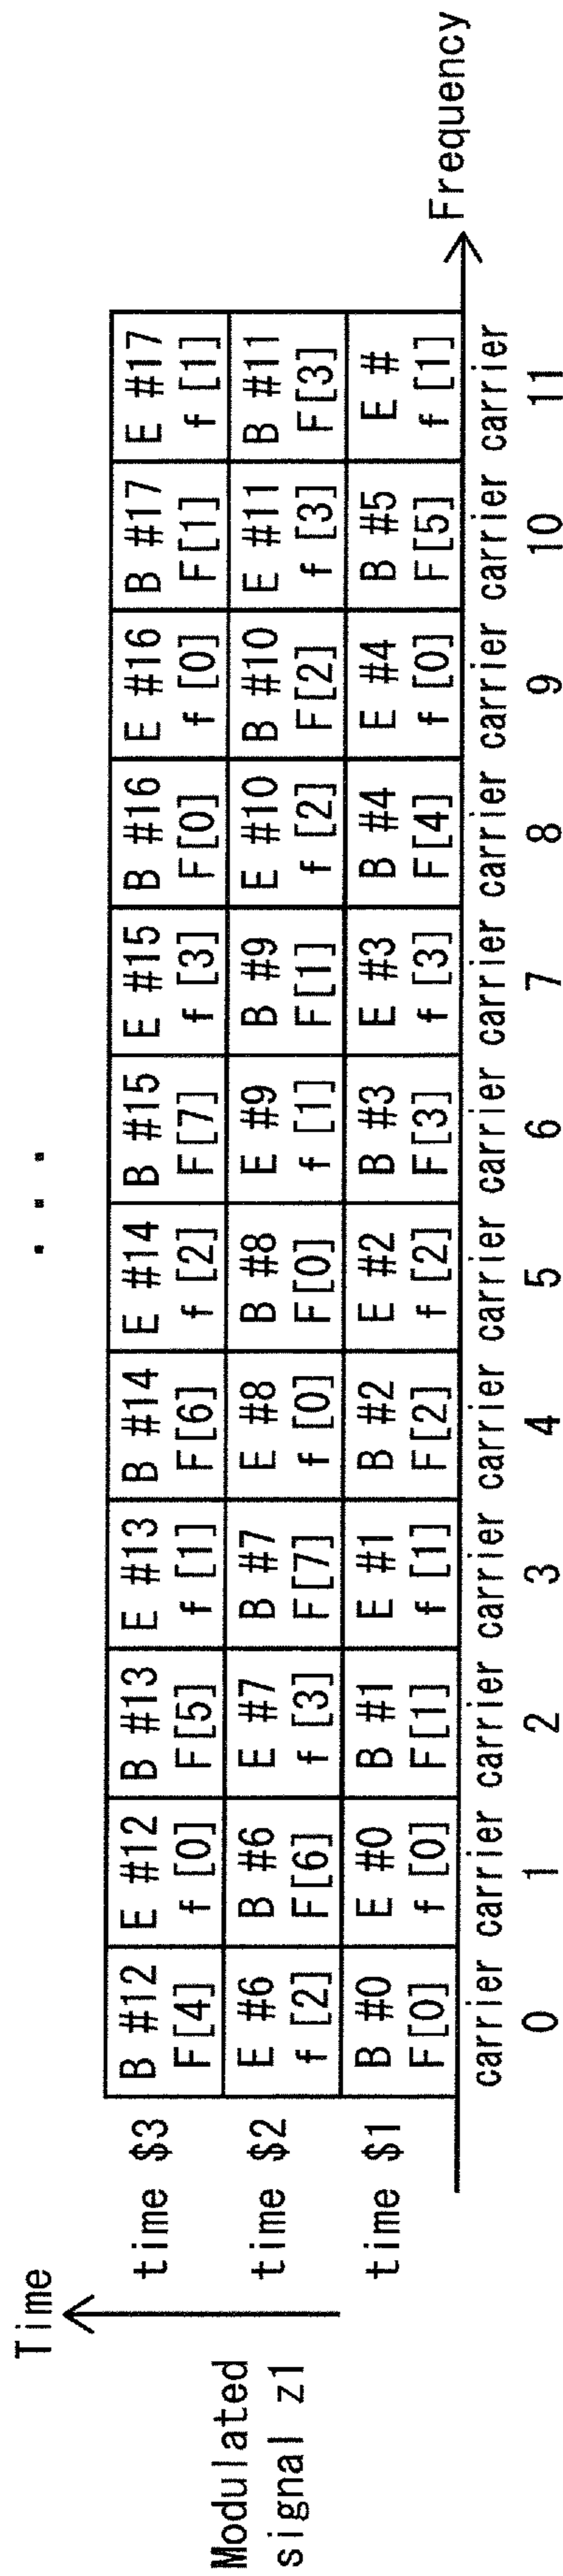 Time
Modulated
signal z1
. . .
time $3
B #12 E #12 B #13 E #13 B #14 E #14 B #15 E #15 B #16 E #16 B #17 E #17
F[4] f [0] F[5] f [1] F[6] f [2] F[7] f [3] F[0] f [0] F[1] f [1]
time $2
E #6 B #6 E #7 B #7 E #8 B #8 E #9 B #9 E #10 B #10 E #11 B #11
f [2] F[6] f [3] F[7] f [0] F[0] f [1] F[1] f [2] F[2] f [3] F[3]
time $1
B #0 E #0 B #1 E #1 B #2 E #2 B #3 E #3 B #4 E #4 B #5 E #
F[0] f [0] F[1] f [1] F[2] f [2] F[3] f [3] F[4] f [0] F[5] f [1]
Frequency
carrier carrier carrier carrier carrier carrier carrier carrier carrier carrier carrier carrier
0 1 2 3 4 5 6 7 8 9 10 11